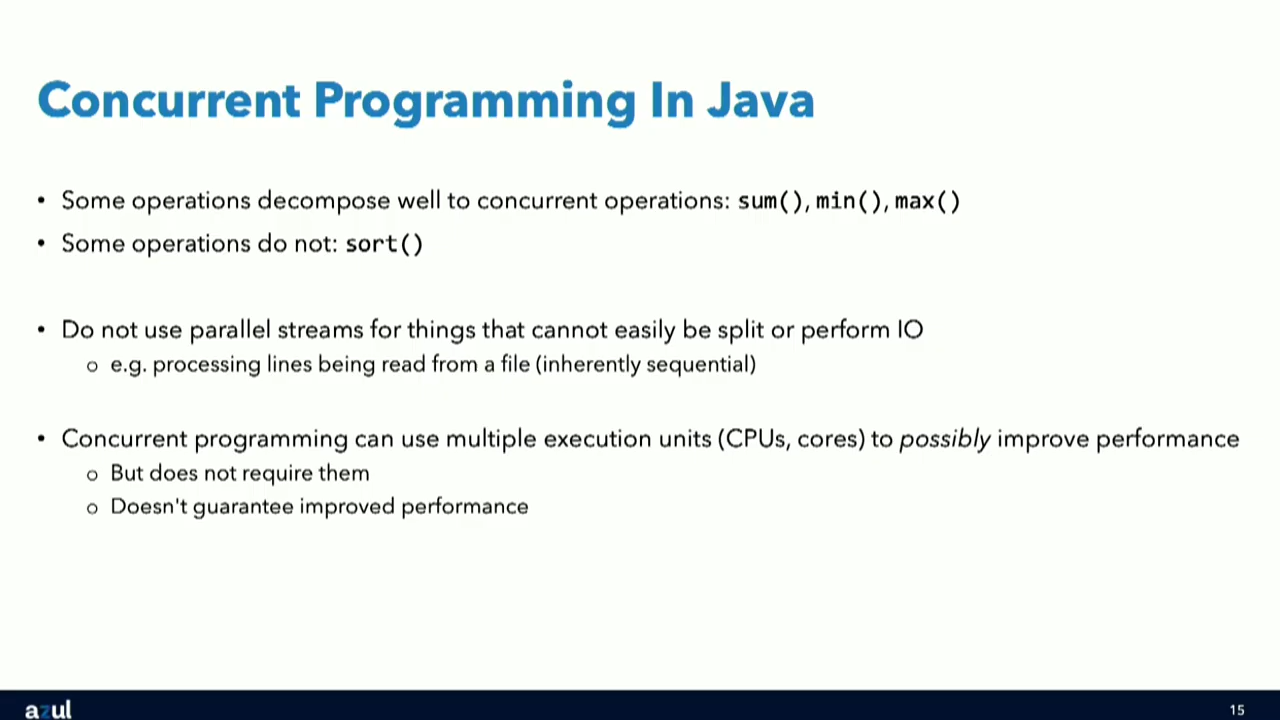 Concurrent Programming In Java
• Some operations decompose well to concurrent operations: sum(), min(), max()
• Some operations do not: sort()
• Do not use parallel streams for things that cannot easily be split or perform IO
o e.g. processing lines being read from a file (inherently sequential)
• Concurrent programming can use multiple execution units (CPUs, cores) to possibly improve performance
o But does not require them
o Doesn't guarantee improved performance
azul
15